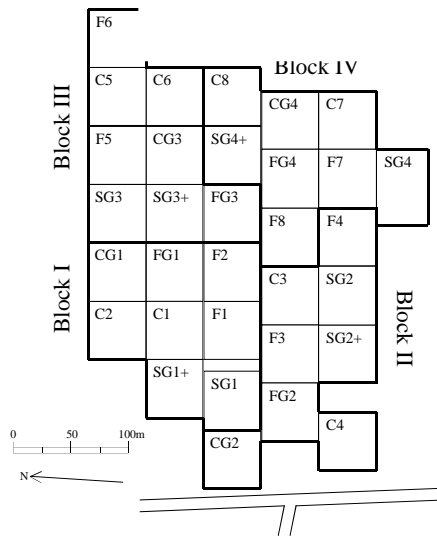 F6
Block IV
C5 C6 C8
CG4 C7
Block III
F5 CG3 SG4+
FG4 F7 SG4
SG3 SG3+ FG3
F8 F4
CG1 FG1 F2
Block I
C3 SG2
C2 C1 F1
Block II
F3 SG2+
SG1+ SG1
FG2
C4
CG2
0 50 100m
N